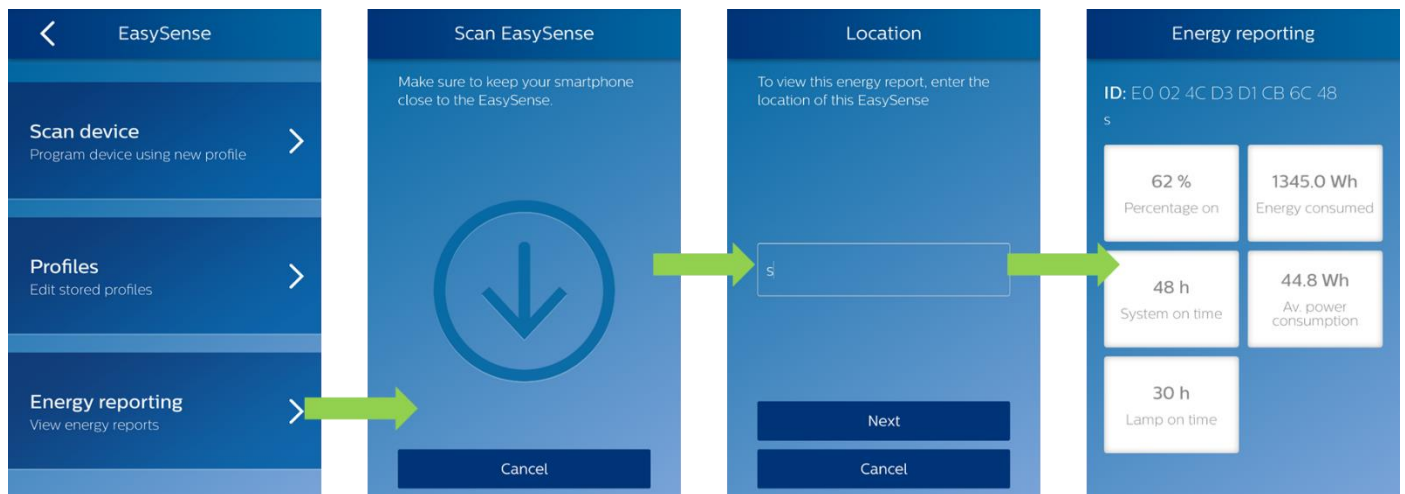 EasySense
Scan device
Program device using new profile
Profiles
Edit stored profiles
Energy reporting
View energy reports
Scan EasySense
Make sure to keep your smartphone
close to the EasySense.
Cancel
Location
To view this energy report, enter the
location of this EasySense
s
Next
Cancel
Energy reporting
ID: E0 02 4C D3 D1 CB 6C 48
s
62 %
Percentage on
1345.0 Wh
Energy consumed
48 h
System on time
44.8 Wh
Av. power
consumption
30 h
Lamp on time